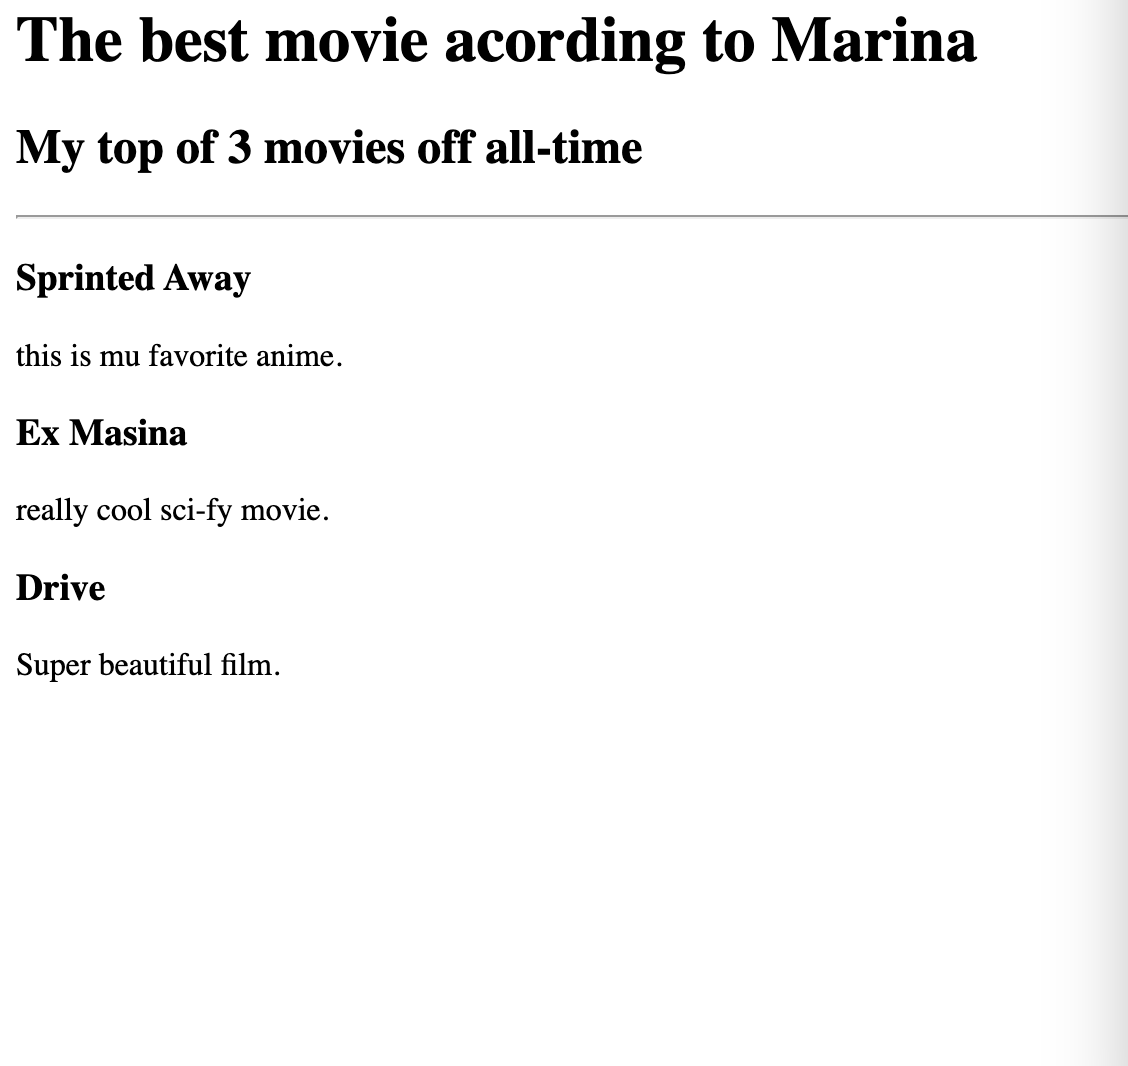 The best movie acording to Marina
My top of 3 movies off all-time
Sprinted Away
this is mu favorite anime.
Ex Masina
really cool sci-fy movie.
Drive
Super beautiful film.